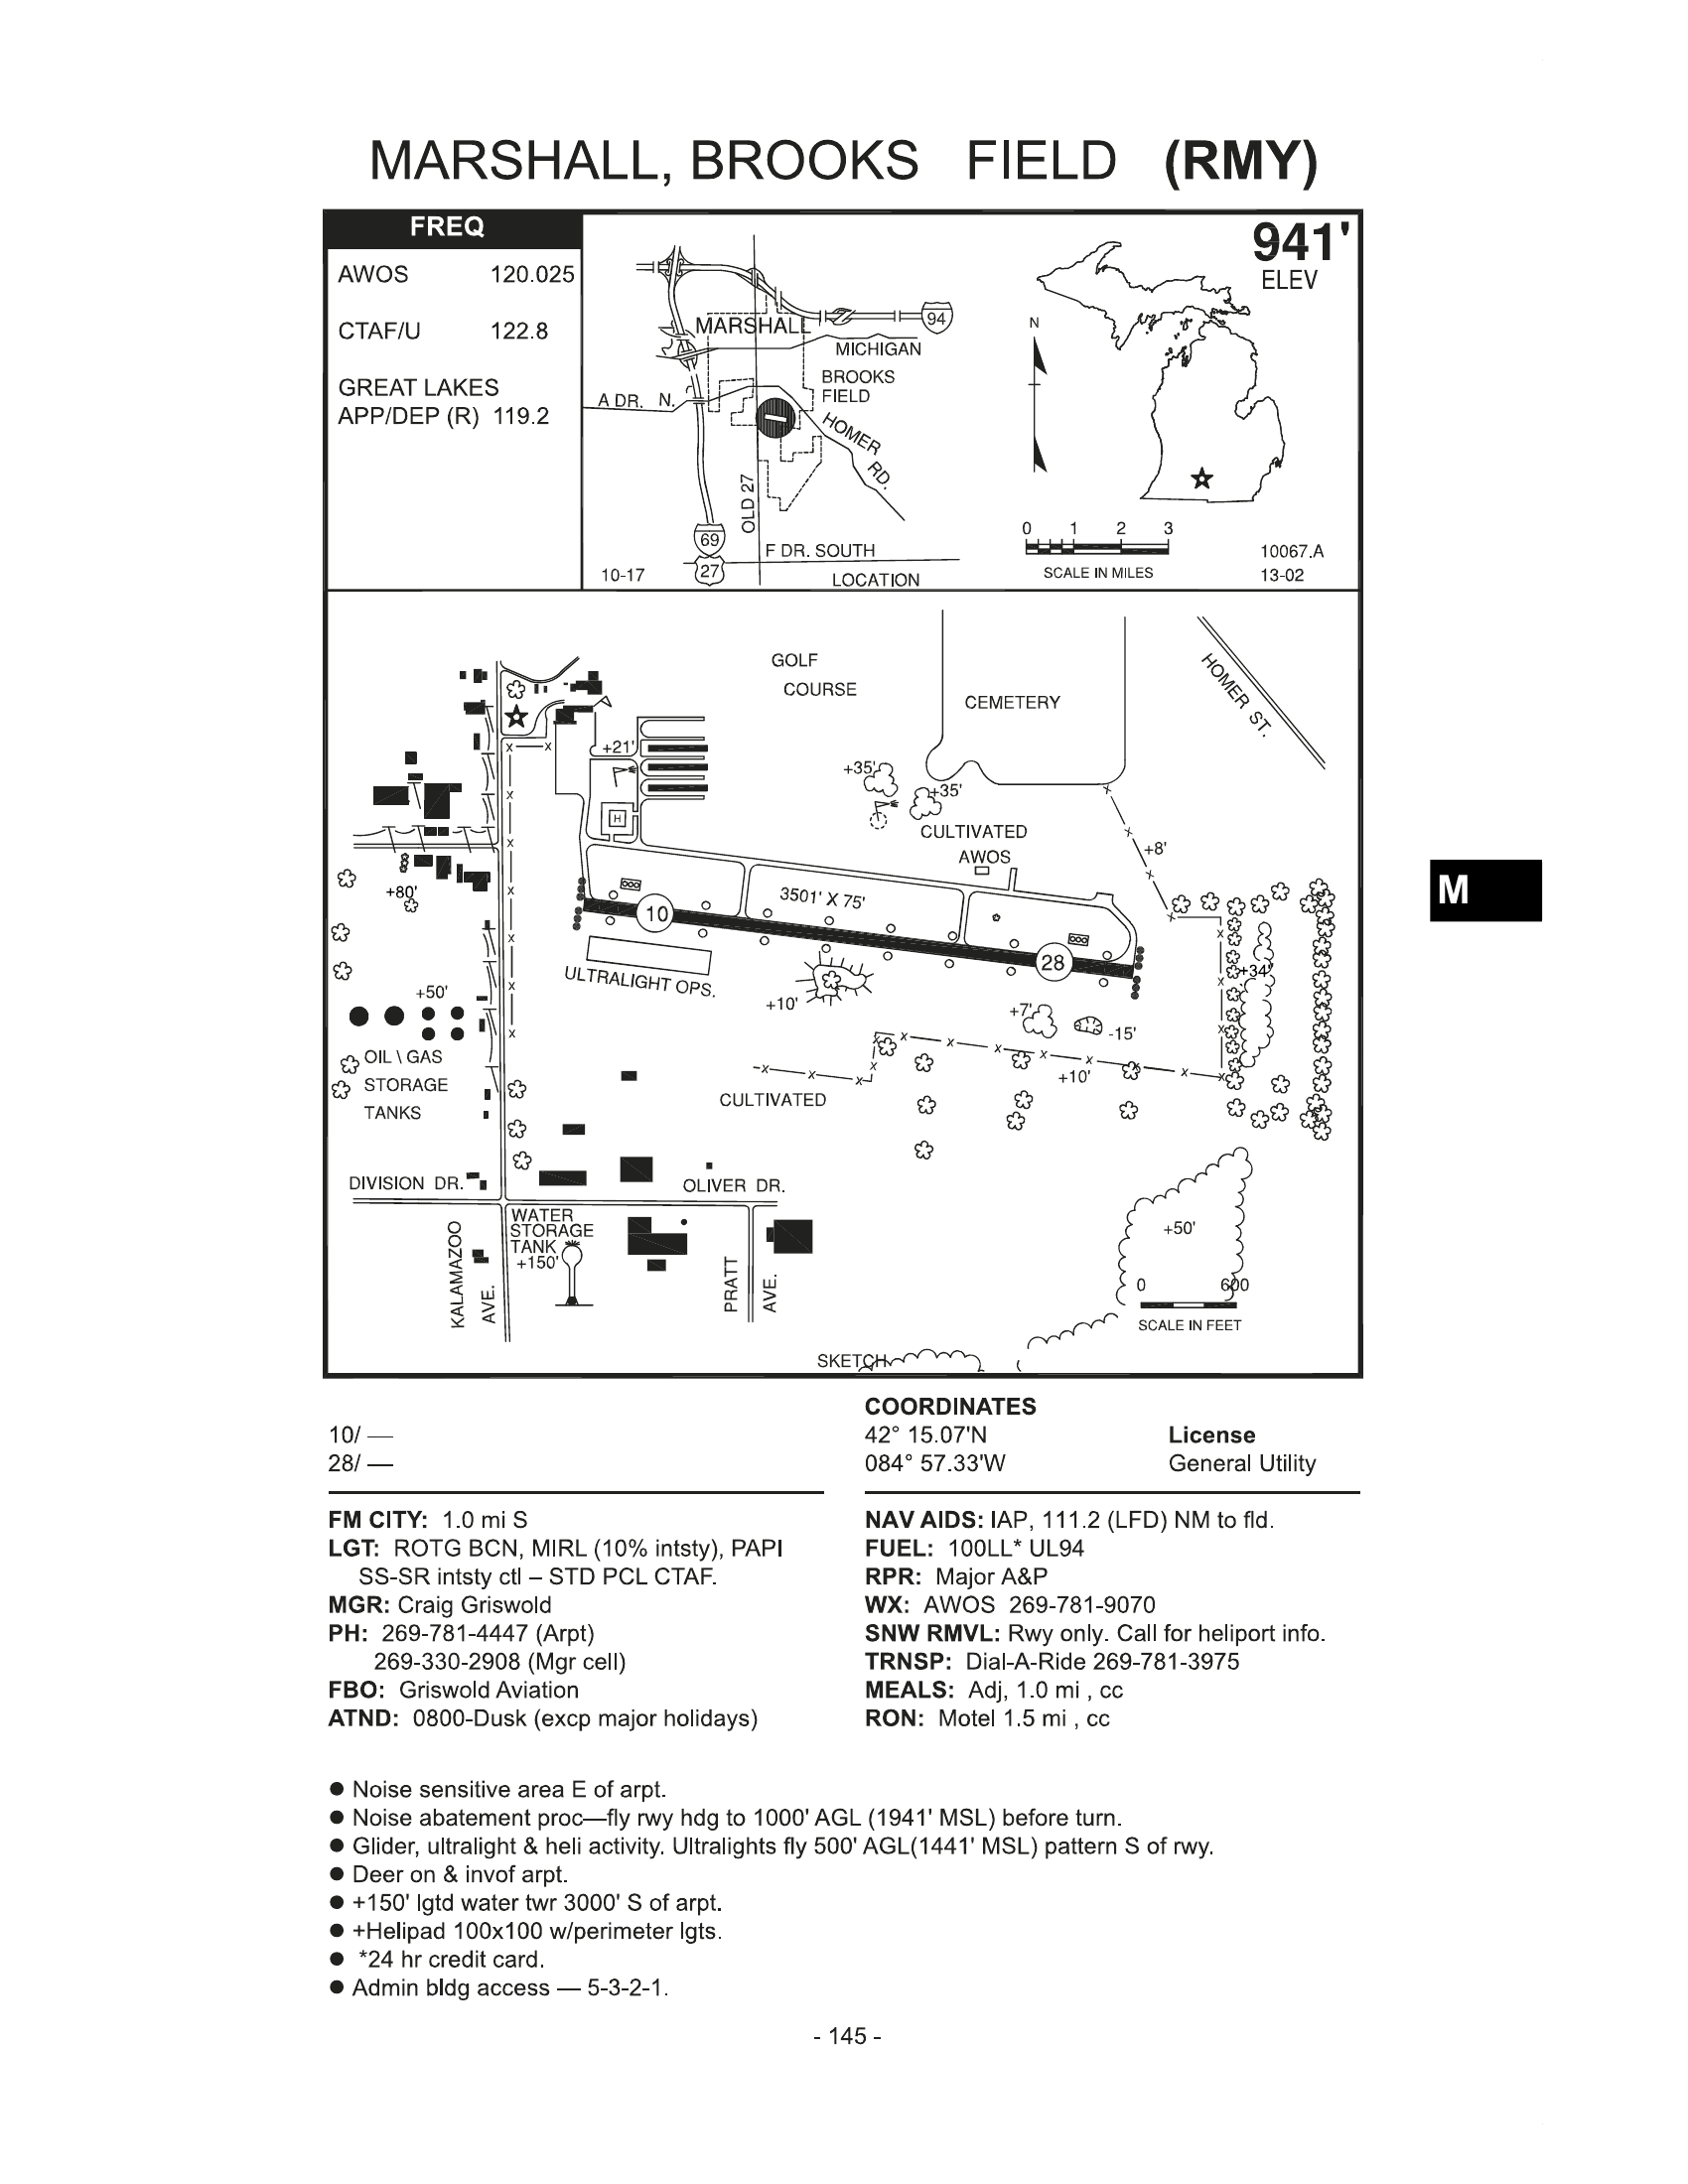 MARSHALL, BROOKS FIELD (RMY)
FREQ
AWOS 120.025
CTAF/U 122.8
GREAT LAKES
APP/DEP (R) 119.2
941'
ELEV
MARSHALL
94
MICHIGAN
BROOKS
FIELD
A DR. N.
HOMER
RD.
OLD 27
69
F DR. SOUTH
27
10-17
LOCATION
N
0 1 2 3
SCALE IN MILES
10067.A
13-02
GOLF
COURSE
CEMETERY
HOMER ST.
+21'
H
+35'
+35'
CULTIVATED
AWOS
+8'
+80'
3501' X 75'
10
28
ULTRALIGHT OPS.
+34'
+10'
+50'
+7'
-15'
OIL \ GAS
STORAGE
TANKS
+10'
CULTIVATED
DIVISION DR.
OLIVER DR.
WATER
STORAGE
TANK
+150'
KALAMAZOO
AVE.
PRATT
AVE.
+50'
0 600
SCALE IN FEET
SKETCH
M
10/ —
28/ —
COORDINATES
42° 15.07'N
084° 57.33'W
License
General Utility
FM CITY: 1.0 mi S
LGT: ROTG BCN, MIRL (10% intsty), PAPI
SS-SR intsty ctl – STD PCL CTAF.
MGR: Craig Griswold
PH: 269-781-4447 (Arpt)
269-330-2908 (Mgr cell)
FBO: Griswold Aviation
ATND: 0800-Dusk (excp major holidays)
NAV AIDS: IAP, 111.2 (LFD) NM to fld.
FUEL: 100LL* UL94
RPR: Major A&P
WX: AWOS 269-781-9070
SNW RMVL: Rwy only. Call for heliport info.
TRNSP: Dial-A-Ride 269-781-3975
MEALS: Adj, 1.0 mi , cc
RON: Motel 1.5 mi , cc
● Noise sensitive area E of arpt.
● Noise abatement proc—fly rwy hdg to 1000' AGL (1941' MSL) before turn.
● Glider, ultralight & heli activity. Ultralights fly 500' AGL(1441' MSL) pattern S of rwy.
● Deer on & invof arpt.
● +150' lgtd water twr 3000' S of arpt.
● +Helipad 100x100 w/perimeter lgts.
● *24 hr credit card.
● Admin bldg access — 5-3-2-1.
- 145 -